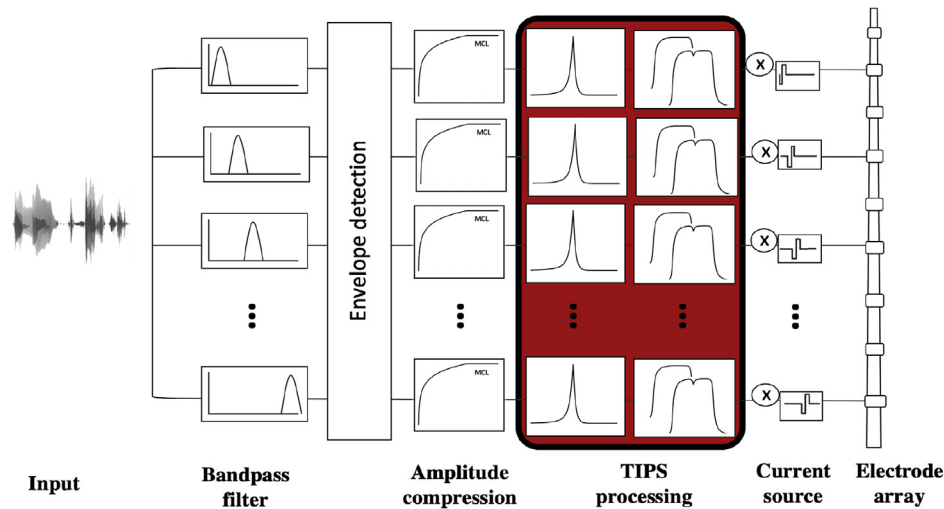 MCL
X
MCL
X
MCL
X
Envelope detection
MCL
X
Input
Bandpass
filter
Amplitude
compression
TIPS
processing
Current
source
Electrode
array